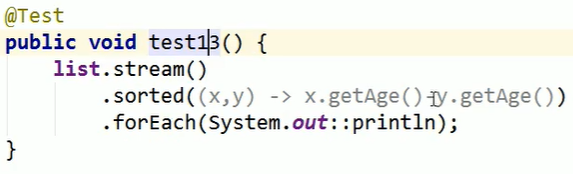 @Test
public void test13() {
    list.stream()
        .sorted((x,y) -> x.getAge()-y.getAge())
        .forEach(System.out::println);
}